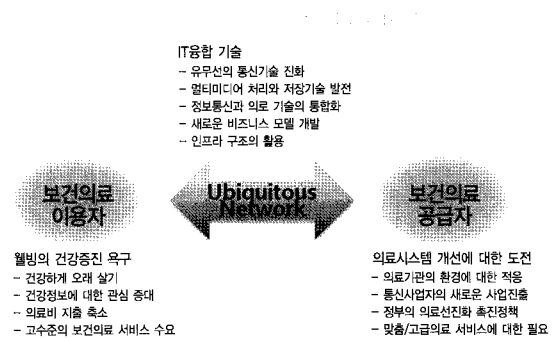 IT융합 기술
- 유무선의 통신기술 진화
- 멀티미디어 처리와 저장기술 발전
- 정보통신과 의료 기술의 통합화
- 새로운 비즈니스 모델 개발
- 인프라 구조의 활용
보건의료
이용자
Ubiquitous
Network
보건의료
공급자
웰빙의 건강증진 욕구
- 건강하게 오래 살기
- 건강정보에 대한 관심 증대
- 의료비 지출 축소
- 고수준의 보건의료 서비스 수요
의료시스템 개선에 대한 도전
- 의료기관의 환경에 대한 적응
- 통신사업자의 새로운 사업진출
- 정부의 의료선진화 촉진정책
- 맞춤/고급의료 서비스에 대한 필요